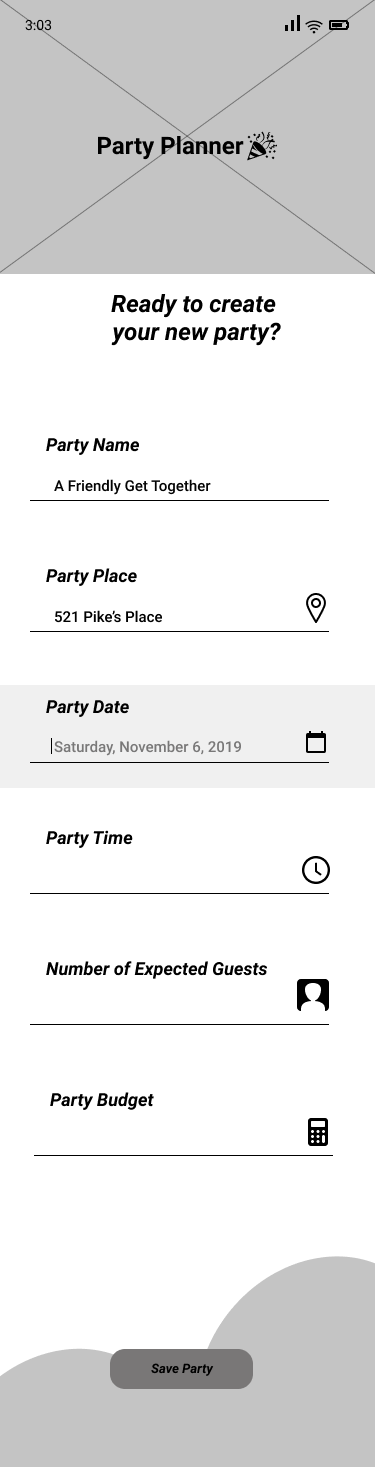 3:03
Party Planner
Ready to create
your new party?
Party Name
A Friendly Get Together
Party Place
521 Pike's Place
Party Date
Saturday, November 6, 2019
Party Time
Number of Expected Guests
Party Budget
Save Party